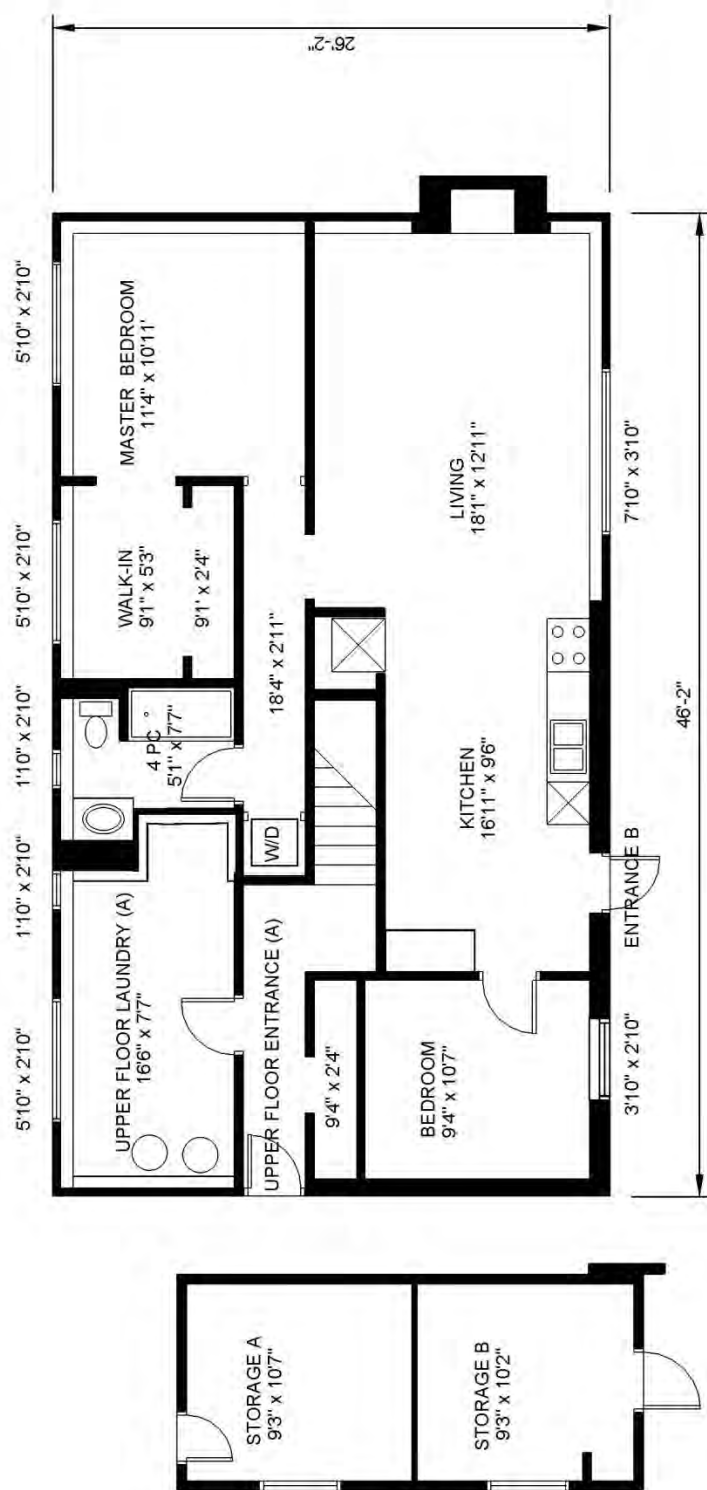 26'-2"
5'10" x 2'10"
5'10" x 2'10"
1'10" x 2'10"
1'10" x 2'10"
5'10" x 2'10"
MASTER BEDROOM
11'4" x 10'11'
WALK-IN
9'1" x 5'3"
9'1' x 2'4"
4 PC °
5'1" x 7'7"
UPPER FLOOR LAUNDRY (A)
16'6" x 7'7"
18'4" x 2'11"
W/D
UPPER FLOOR ENTRANCE (A)
9'4" x 2'4"
LIVING
18'1" x 12'11"
KITCHEN
16'11" x 9'6"
BEDROOM
9'4" x 10'7"
7'10" x 3'10"
ENTRANCE B
3'10" x 2'10"
46'-2"
STORAGE A
9'3" x 10'7"
STORAGE B
9'3" x 10'2"